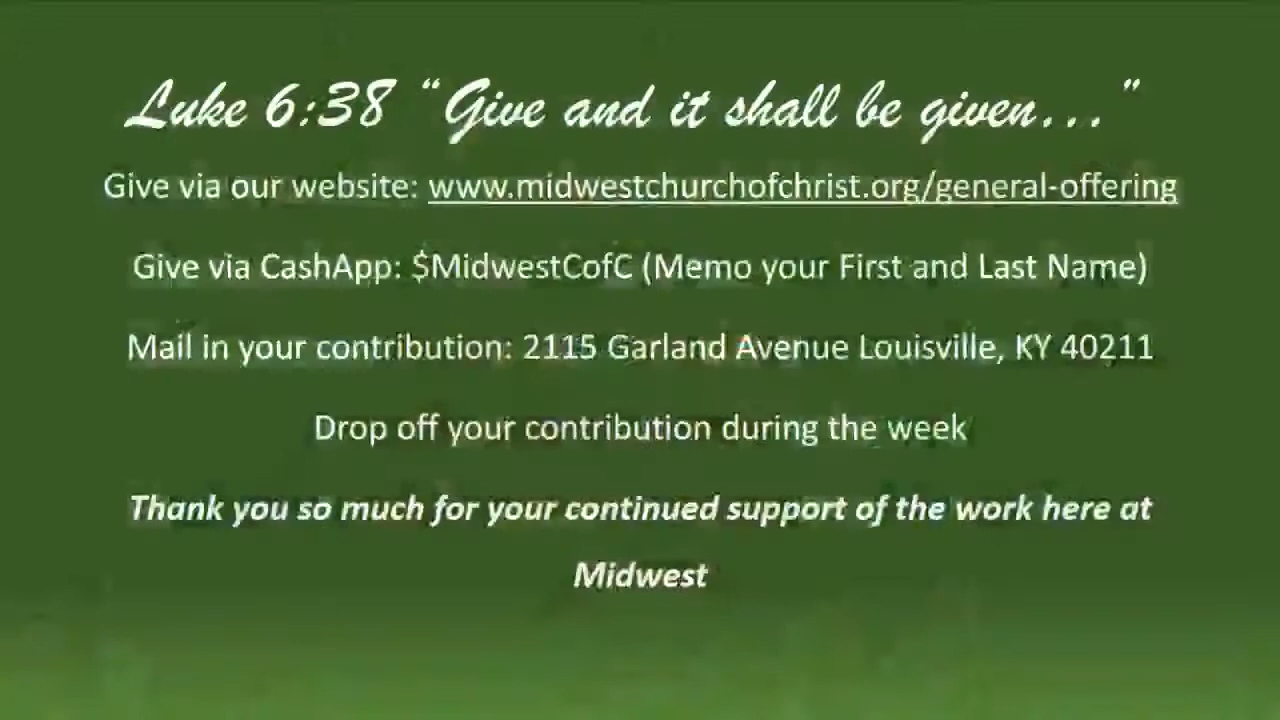 Luke 6:38 “Give and it shall be given...”
Give via our website: www.midwestchurchofchrist.org/general-offering
Give via CashApp: $MidwestCofC (Memo your First and Last Name)
Mail in your contribution: 2115 Garland Avenue Louisville, KY 40211
Drop off your contribution during the week
Thank you so much for your continued support of the work here at
Midwest